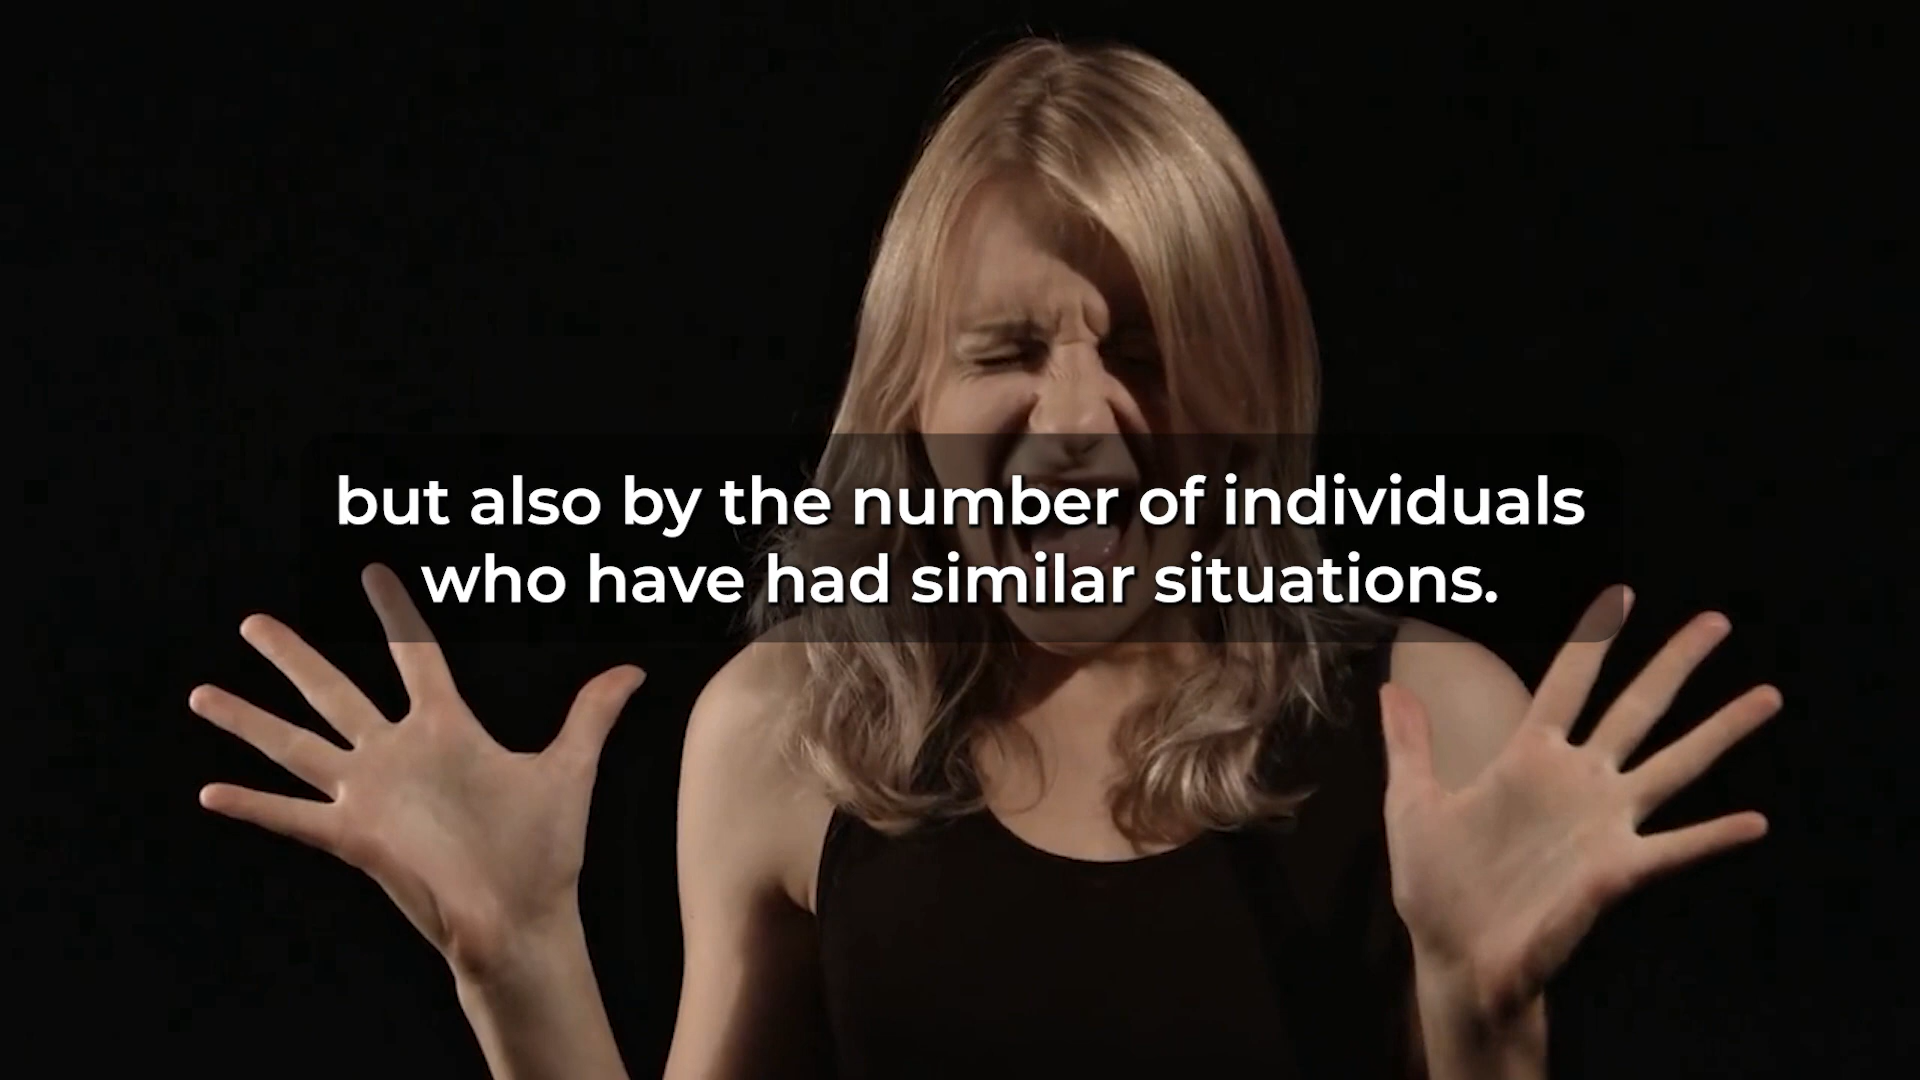 but also by the number of individuals
who have had similar situations.